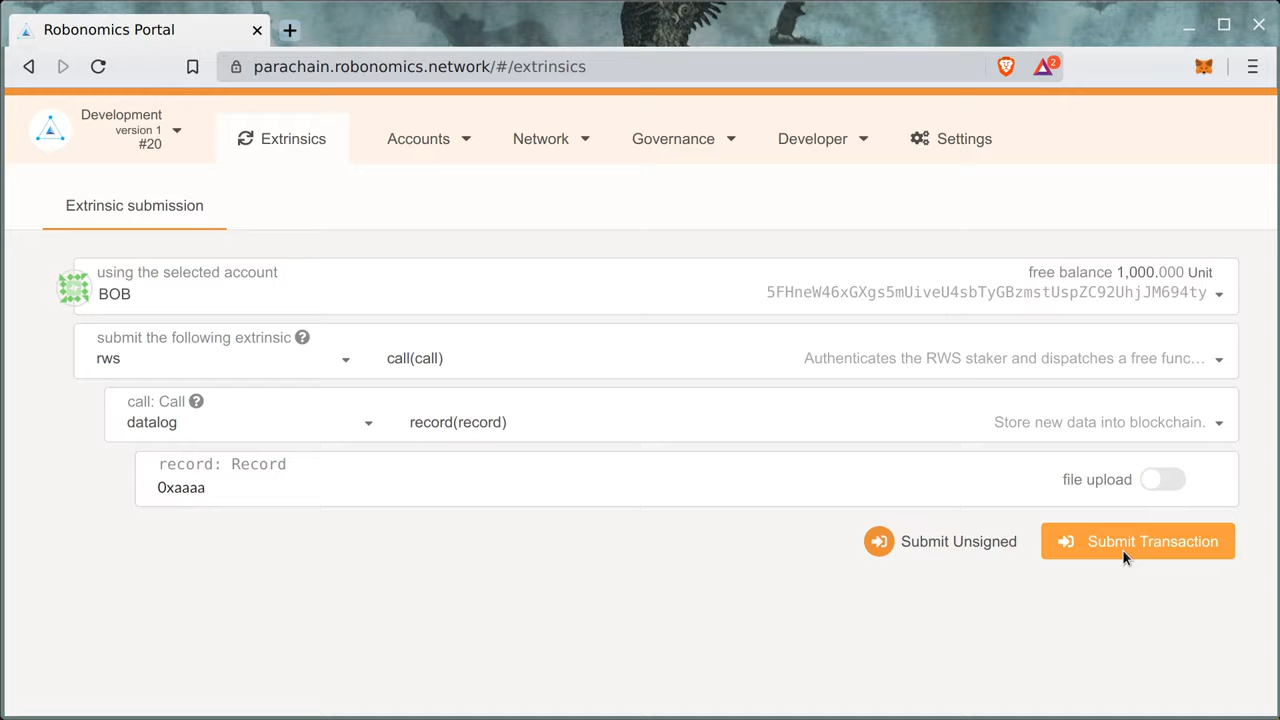 Robonomics Portal
parachain.robonomics.network/#/extrinsics
2
Development
version 1
#20
Extrinsics
Accounts
Network
Governance
Developer
Settings
Extrinsic submission
using the selected account
BOB
free balance 1,000.000 Unit
5FHneW46xGXgs5mUiveU4sbTyGBzmstUspZC92UhjJM694ty
submit the following extrinsic ?
rws
call(call)
Authenticates the RWS staker and dispatches a free func…
call: Call ?
datalog
record(record)
Store new data into blockchain.
record: Record
0xaaaa
file upload
Submit Unsigned
Submit Transaction